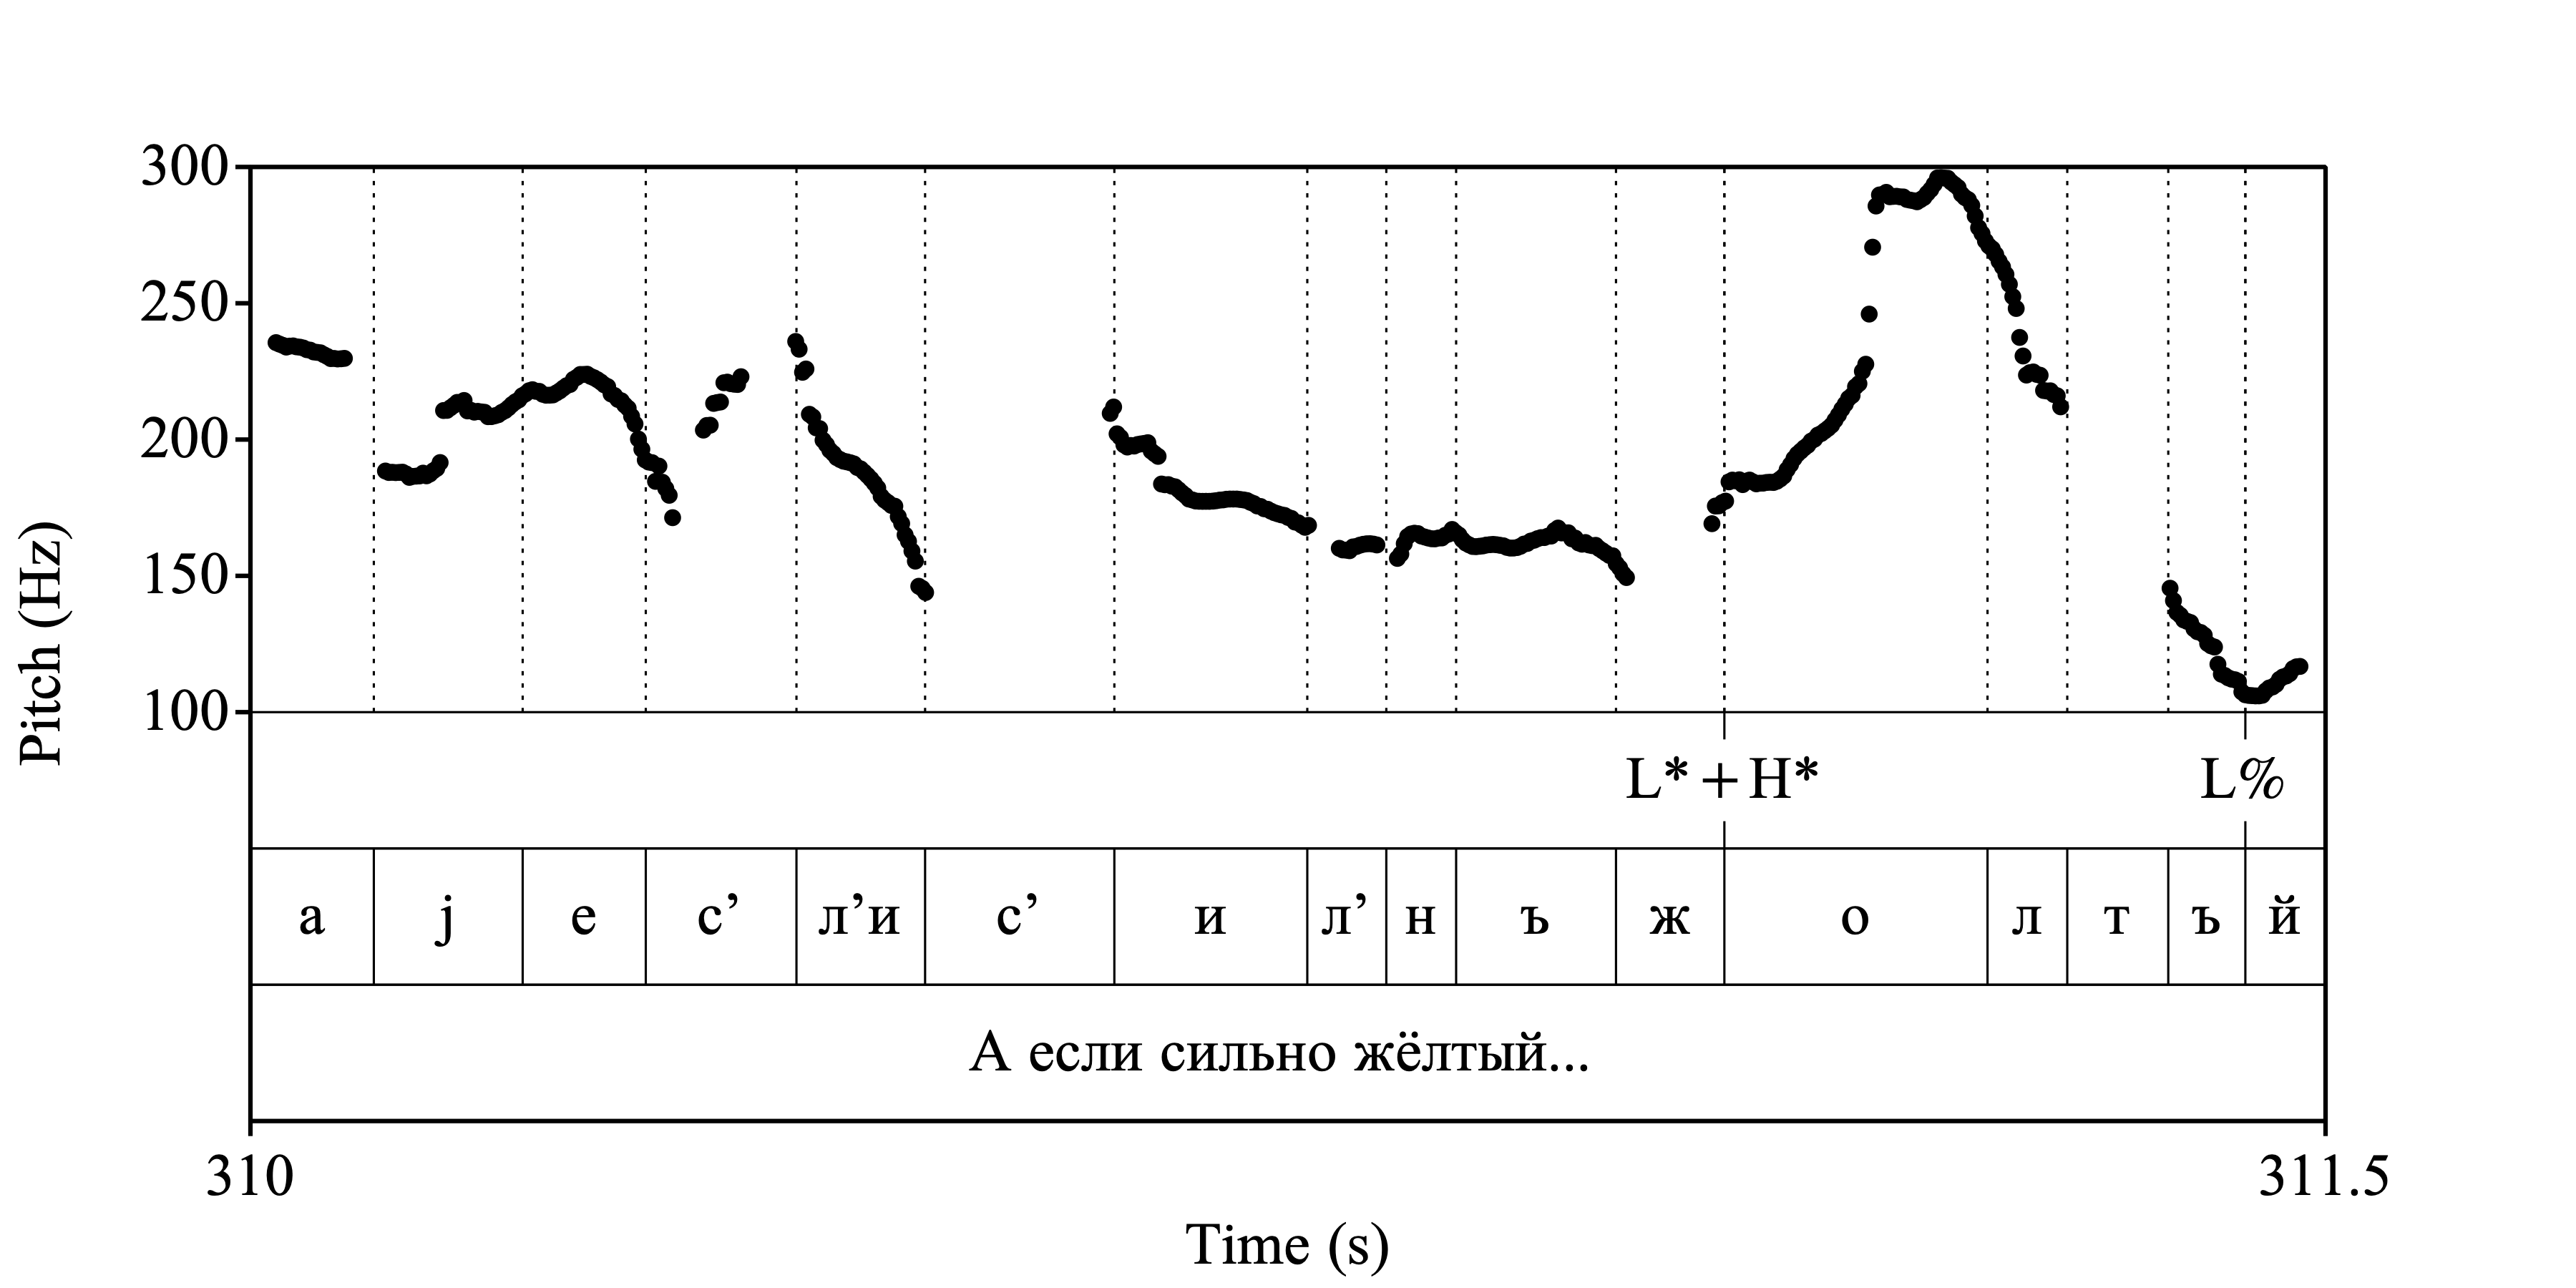 300
250
200
150
100
Pitch (Hz)
L* + H* L%
а j е с’ л’и с’ и л’ н ъ ж о л т ъ й
А если сильно жёлтый...
310 311.5
Time (s)